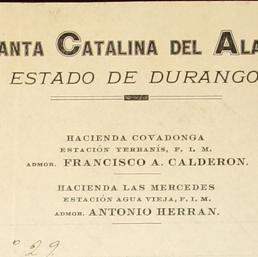 ANTA CATALINA DEL ALA
ESTADO DE DURANGO
HACIENDA COVADONGA
ESTACIÓN YERBANÍS, F. I. M.
ADMOR. FRANCISCO A. CALDERON.
HACIENDA LAS MERCEDES
ESTACIÓN AGUA VIEJA, F. I. M.
ADMOR. ANTONIO HERRAN.
° 29